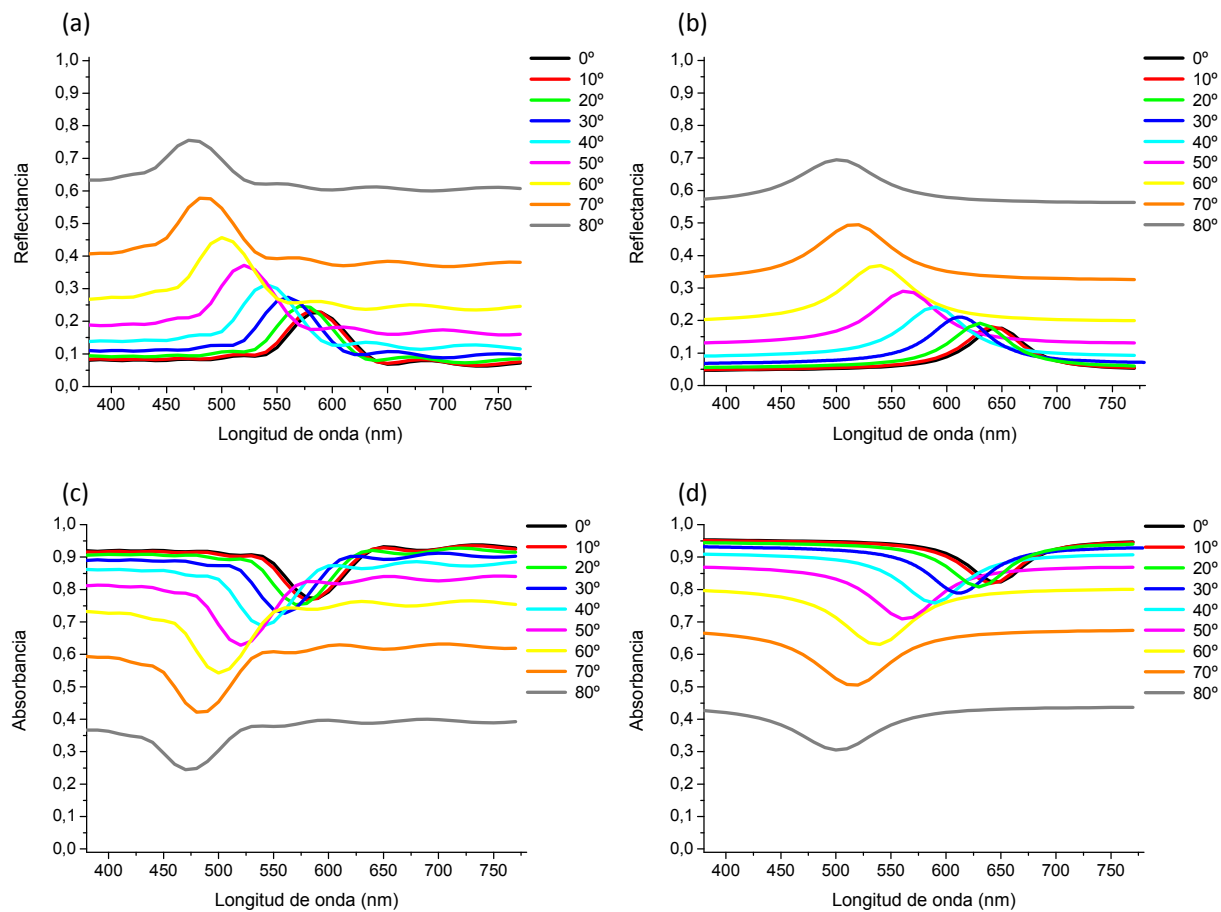 (a)
1,0
0,9
0,8
0,7
0,6
0,5
0,4
0,3
0,2
0,1
0,0
Reflectancia
400 450 500 550 600 650 700 750
Longitud de onda (nm)
0º
10º
20º
30º
40º
50º
60º
70º
80º
(b)
1,0
0,9
0,8
0,7
0,6
0,5
0,4
0,3
0,2
0,1
0,0
Reflectancia
400 450 500 550 600 650 700 750
Longitud de onda (nm)
0º
10º
20º
30º
40º
50º
60º
70º
80º
(c)
1,0
0,9
0,8
0,7
0,6
0,5
0,4
0,3
0,2
0,1
0,0
Absorbancia
400 450 500 550 600 650 700 750
Longitud de onda (nm)
0º
10º
20º
30º
40º
50º
60º
70º
80º
(d)
1,0
0,9
0,8
0,7
0,6
0,5
0,4
0,3
0,2
0,1
0,0
Absorbancia
400 450 500 550 600 650 700 750
Longitud de onda (nm)
0º
10º
20º
30º
40º
50º
60º
70º
80º